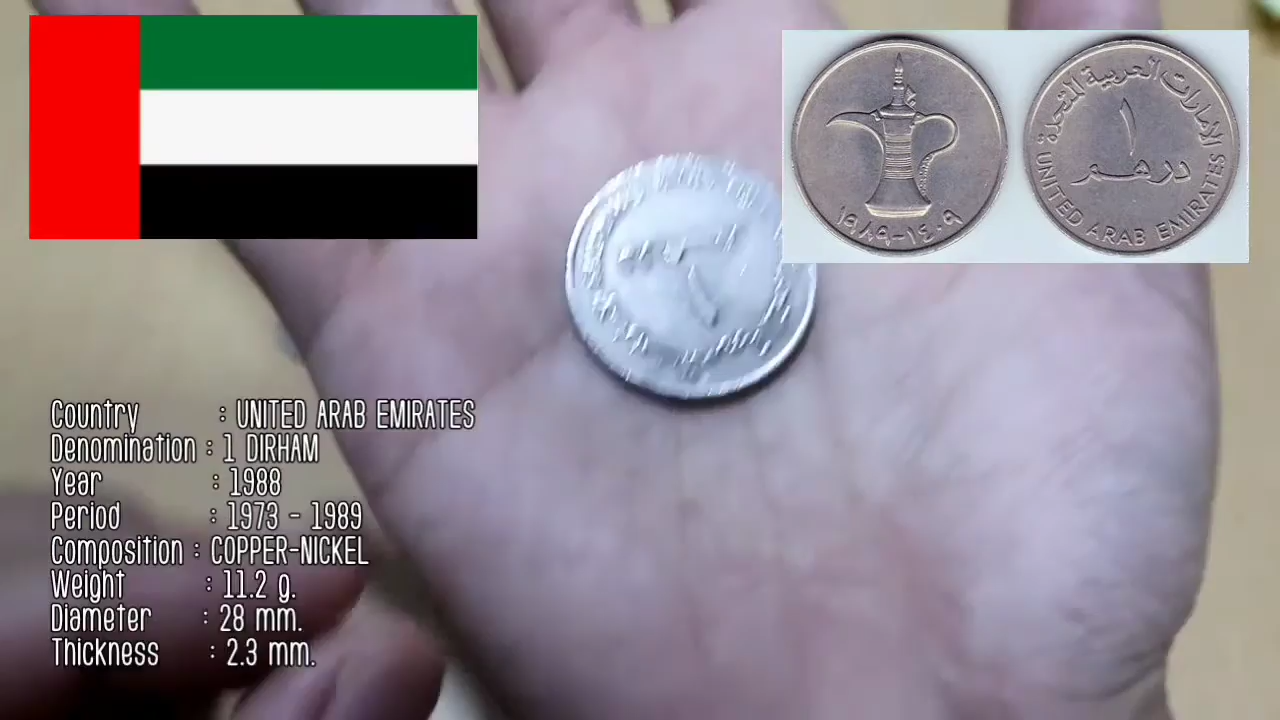 ١٩٨٩-١٤٠٩
الإمارات العربية المتحدة
١
درهم
UNITED ARAB EMIRATES
Country : UNITED ARAB EMIRATES
Denomination : 1 DIRHAM
Year : 1988
Period : 1973 - 1989
Composition : COPPER-NICKEL
Weight : 11.2 g.
Diameter : 28 mm.
Thickness : 2.3 mm.